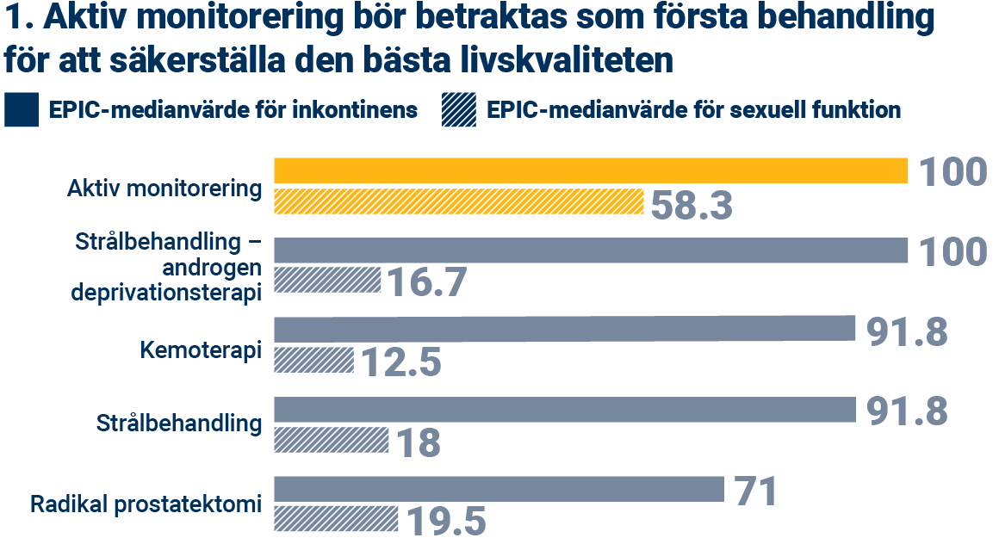 1. Aktiv monitorering bör betraktas som första behandling
för att säkerställa den bästa livskvaliteten
EPIC-medianvärde för inkontinens
EPIC-medianvärde för sexuell funktion
Aktiv monitorering
100
58.3
Strålbehandling –
androgen
deprivationsterapi
100
16.7
Kemoterapi
91.8
12.5
Strålbehandling
91.8
18
Radikal prostatektomi
71
19.5